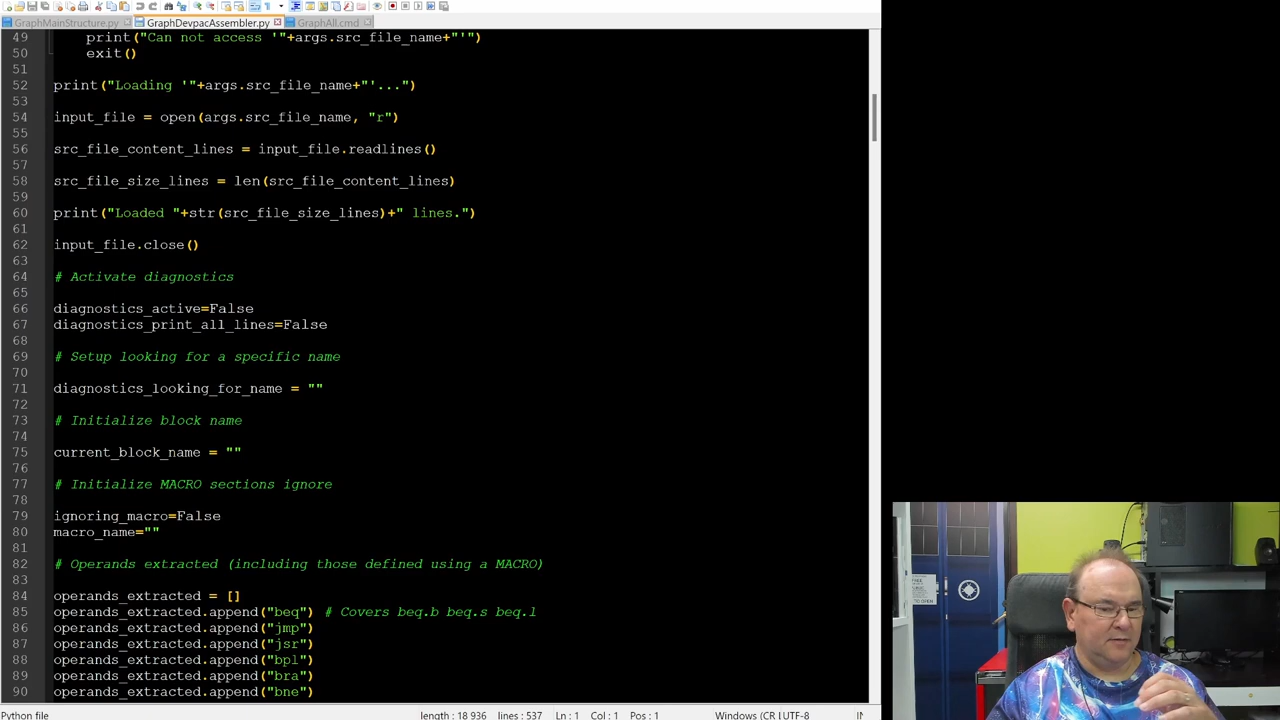 GraphMainStructure.py GraphDevpacAssembler.py GraphAll.cmd
49 print("Can not access '"+args.src_file_name+"'")
50 exit()
51
52 print("Loading '"+args.src_file_name+"'...")
53
54 input_file = open(args.src_file_name, "r")
55
56 src_file_content_lines = input_file.readlines()
57
58 src_file_size_lines = len(src_file_content_lines)
59
60 print("Loaded "+str(src_file_size_lines)+" lines.")
61
62 input_file.close()
63
64 # Activate diagnostics
65
66 diagnostics_active=False
67 diagnostics_print_all_lines=False
68
69 # Setup looking for a specific name
70
71 diagnostics_looking_for_name = ""
72
73 # Initialize block name
74
75 current_block_name = ""
76
77 # Initialize MACRO sections ignore
78
79 ignoring_macro=False
80 macro_name=""
81
82 # Operands extracted (including those defined using a MACRO)
83
84 operands_extracted = []
85 operands_extracted.append("beq") # Covers beq.b beq.s beq.l
86 operands_extracted.append("jmp")
87 operands_extracted.append("jsr")
88 operands_extracted.append("bpl")
89 operands_extracted.append("bra")
90 operands_extracted.append("bne")
Python file length : 18 936 lines : 537 Ln : 1 Col : 1 Pos : 1 Windows (CR LF) UTF-8 IN